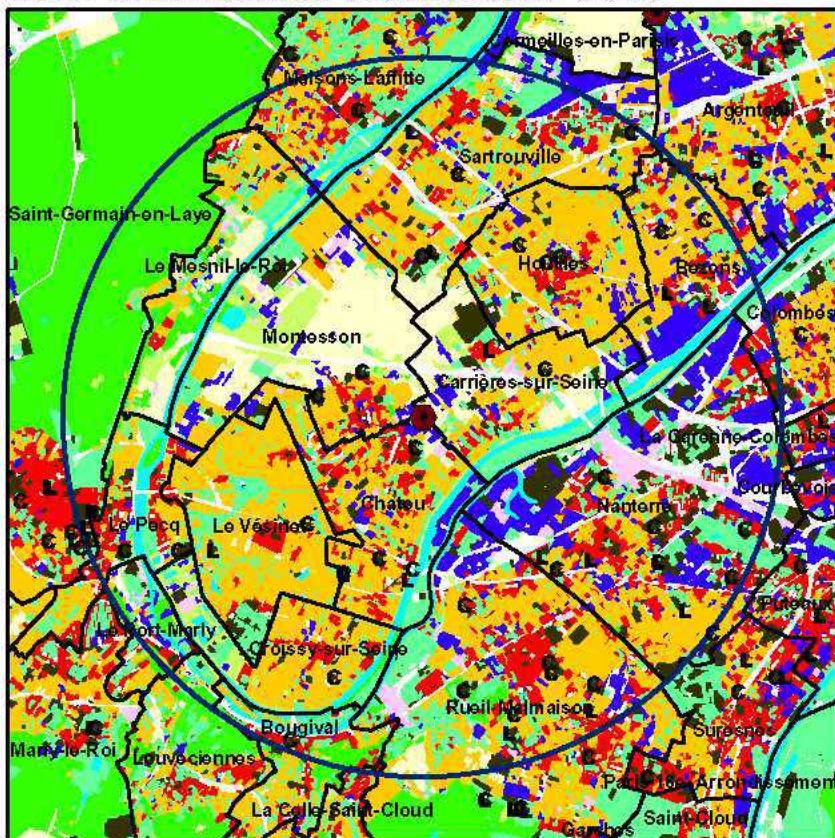 Cormeilles-en-Parisis
Maisons-Laffitte
Argenteuil
Sartrouville
Saint-Germain-en-Laye
Le Mesnil-le-Roi
Houilles
Bezons
Colombes
Montesson
Carrières-sur-Seine
La Garenne-Colombes
Courbevoie
Nanterre
Chatou
Le Vésinet
Le Pecq
Puteaux
Le Port-Marly
Croissy-sur-Seine
Rueil-Malmaison
Bougival
Suresnes
Marly-le-Roi
Louveciennes
Paris-16e-Arrondissement
La Celle-Saint-Cloud
Saint-Cloud
Garches